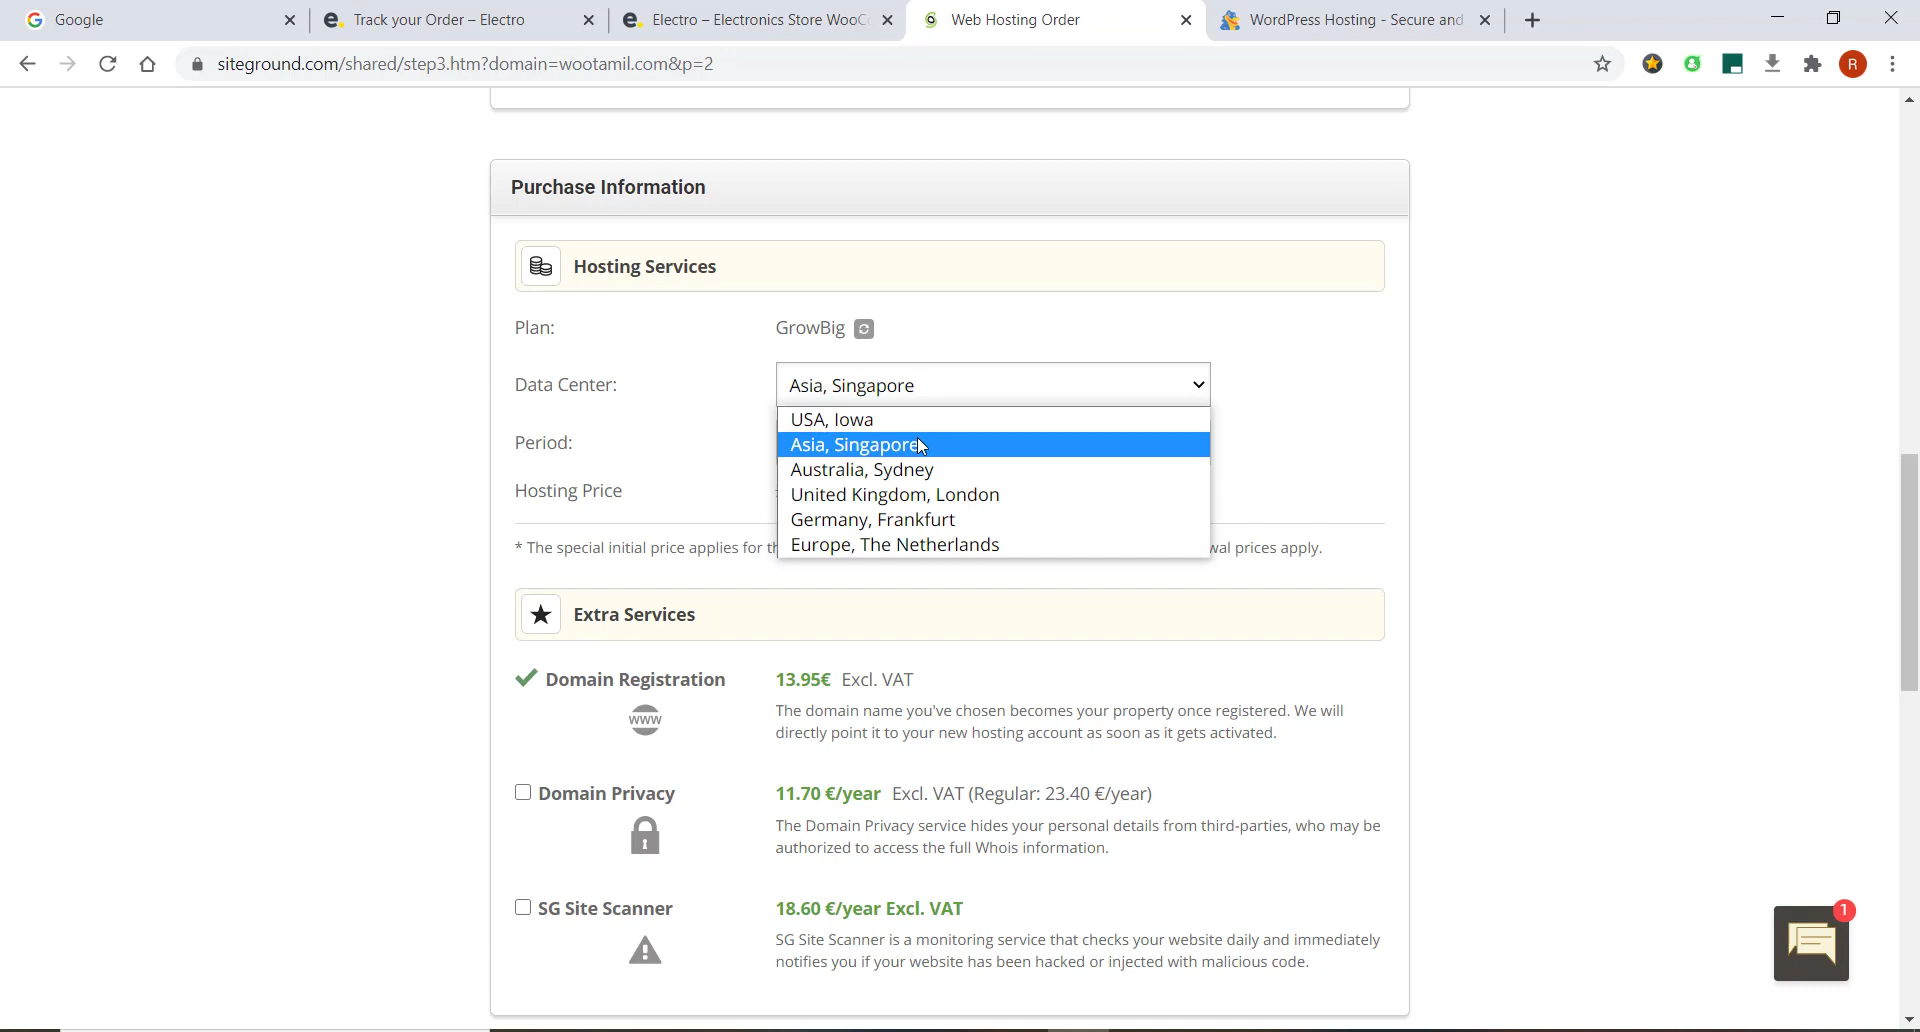 Google
Track your Order – Electro
Electro – Electronics Store WooC
Web Hosting Order
WordPress Hosting - Secure and
siteground.com/shared/step3.htm?domain=wootamil.com&p=2
R
Purchase Information
Hosting Services
Plan:
GrowBig
Data Center:
Asia, Singapore
USA, Iowa
Asia, Singapore
Australia, Sydney
United Kingdom, London
Germany, Frankfurt
Europe, The Netherlands
Period:
Hosting Price
* The special initial price applies for th
wal prices apply.
Extra Services
Domain Registration
13.95€ Excl. VAT
www
The domain name you've chosen becomes your property once registered. We will
directly point it to your new hosting account as soon as it gets activated.
Domain Privacy
11.70 €/year Excl. VAT (Regular: 23.40 €/year)
The Domain Privacy service hides your personal details from third-parties, who may be
authorized to access the full Whois information.
SG Site Scanner
18.60 €/year Excl. VAT
SG Site Scanner is a monitoring service that checks your website daily and immediately
notifies you if your website has been hacked or injected with malicious code.
1